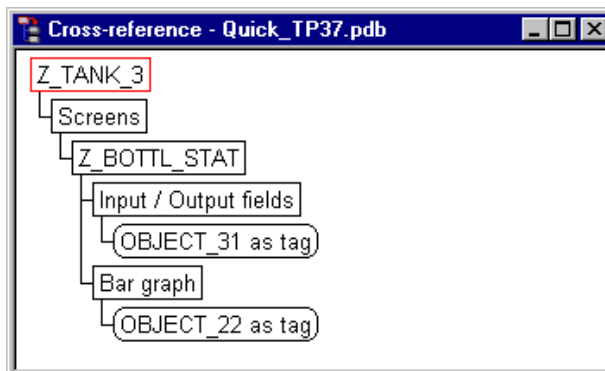 Cross-reference - Quick_TP37.pdb
Z_TANK_3
Screens
Z_BOTTL_STAT
Input / Output fields
OBJECT_31 as tag
Bar graph
OBJECT_22 as tag